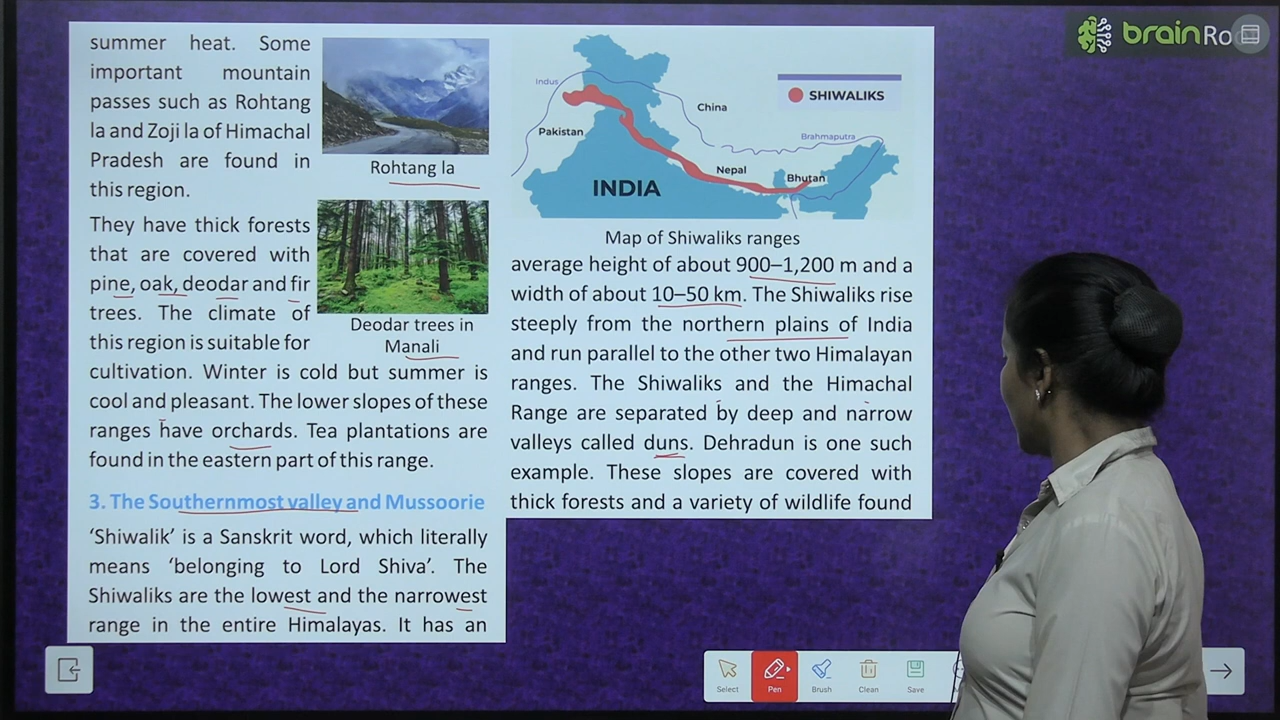 summer heat. Some
important mountain
passes such as Rohtang
la and Zoji la of Himachal
Pradesh are found in
this region.
Rohtang la
They have thick forests
that are covered with
pine, oak, deodar and fir
trees. The climate of
this region is suitable for
Deodar trees in
Manali
cultivation. Winter is cold but summer is
cool and pleasant. The lower slopes of these
ranges have orchards. Tea plantations are
found in the eastern part of this range.
3. The Southernmost valley and Mussoorie
‘Shiwalik’ is a Sanskrit word, which literally
means ‘belonging to Lord Shiva’. The
Shiwaliks are the lowest and the narrowest
range in the entire Himalayas. It has an
Indus
China
SHIWALIKS
Pakistan
Brahmaputra
Nepal
Bhutan
INDIA
Map of Shiwaliks ranges
average height of about 900–1,200 m and a
width of about 10–50 km. The Shiwaliks rise
steeply from the northern plains of India
and run parallel to the other two Himalayan
ranges. The Shiwaliks and the Himachal
Range are separated by deep and narrow
valleys called duns. Dehradun is one such
example. These slopes are covered with
thick forests and a variety of wildlife found
Select
Pen
Brush
Clean
Save